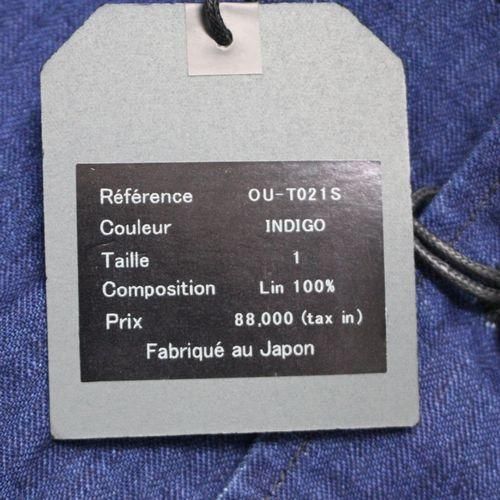 Référence OU-T021S
Couleur INDIGO
Taille 1
Composition Lin 100%
Prix 88,000 (tax in)
Fabriqué au Japon